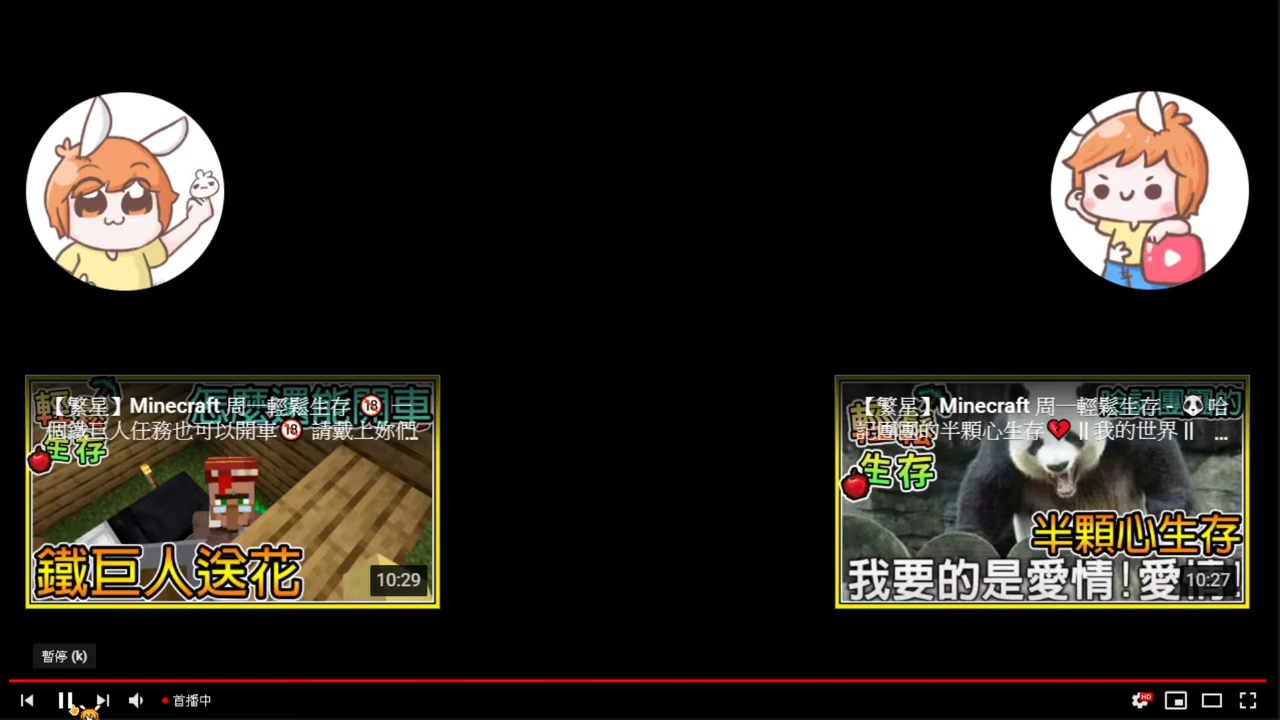 怎麼還能開車
【繁星】Minecraft 周一輕鬆生存 🔞
個鐵巨人任務也可以開車🔞 請戴上妳們...
生存
鐵巨人送花
10:29
【繁星】Minecraft 周一輕鬆生存 - 🐼哈
記團團的半顆心生存💔 || 我的世界 || ...
生存
半顆心生存
我要的是愛情!愛情!
10:27
暫停 (k)
首播中
HD